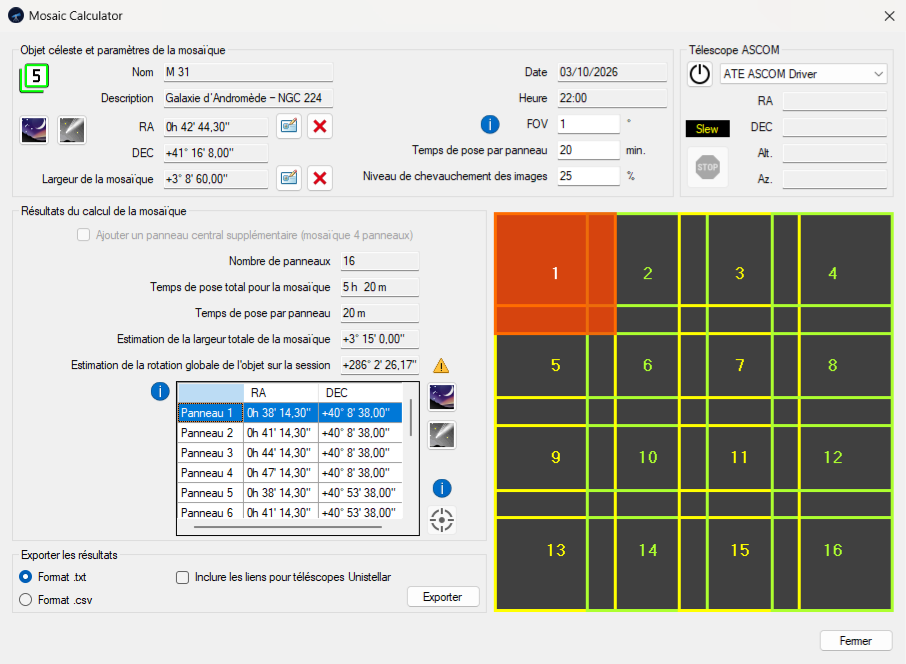 Mosaic Calculator
Objet céleste et paramètres de la mosaïque
5
Nom M 31
Description Galaxie d'Andromède – NGC 224
RA 0h 42' 44,30"
DEC +41° 16' 8,00"
Largeur de la mosaïque +3° 8' 60,00"
Date 03/10/2026
Heure 22:00
FOV 1 °
Temps de pose par panneau 20 min.
Niveau de chevauchement des images 25 %
Télescope ASCOM
ATE ASCOM Driver
RA
Slew DEC
STOP Alt.
Az.
Résultats du calcul de la mosaïque
Ajouter un panneau central supplémentaire (mosaïque 4 panneaux)
Nombre de panneaux 16
Temps de pose total pour la mosaïque 5 h 20 m
Temps de pose par panneau 20 m
Estimation de la largeur totale de la mosaïque +3° 15' 0,00"
Estimation de la rotation globale de l'objet sur la session +286° 2' 26,17"
RA DEC
Panneau 1 0h 38' 14,30" +40° 8' 38,00"
Panneau 2 0h 41' 14,30" +40° 8' 38,00"
Panneau 3 0h 44' 14,30" +40° 8' 38,00"
Panneau 4 0h 47' 14,30" +40° 8' 38,00"
Panneau 5 0h 38' 14,30" +40° 53' 38,00"
Panneau 6 0h 41' 14,30" +40° 53' 38,00"
1 2 3 4
5 6 7 8
9 10 11 12
13 14 15 16
Exporter les résultats
Format .txt
Inclure les liens pour téléscopes Unistellar
Format .csv
Exporter
Fermer